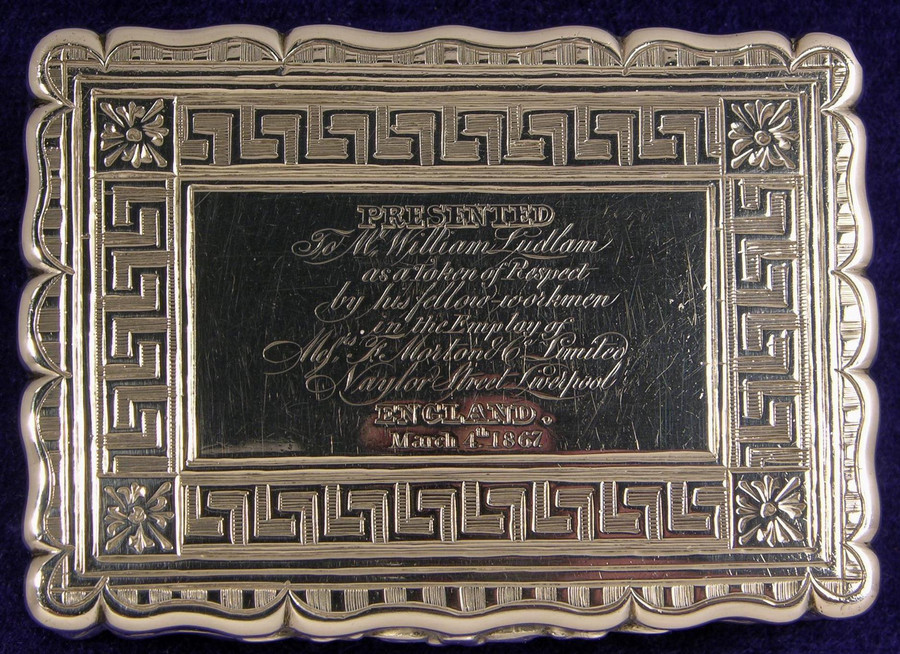 PRESENTED
To Mr. William Ludlam
as a Token of Respect
by his fellow-workmen
in the Employ of
Messrs. F. Morton & Co. Limited
Naylor Street Liverpool
ENGLAND.
March 4th 1867